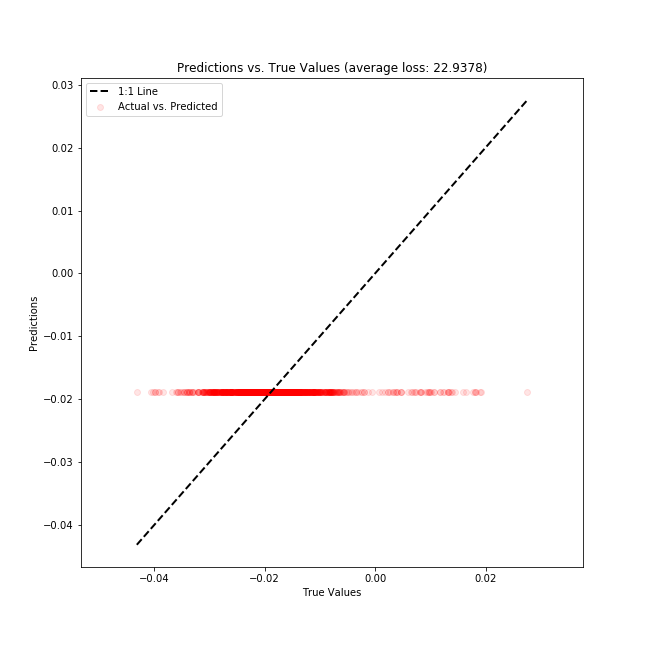 Predictions vs. True Values (average loss: 22.9378)
1:1 Line
Actual vs. Predicted
0.03
0.02
0.01
0.00
−0.01
−0.02
−0.03
−0.04
Predictions
−0.04
−0.02
0.00
0.02
True Values